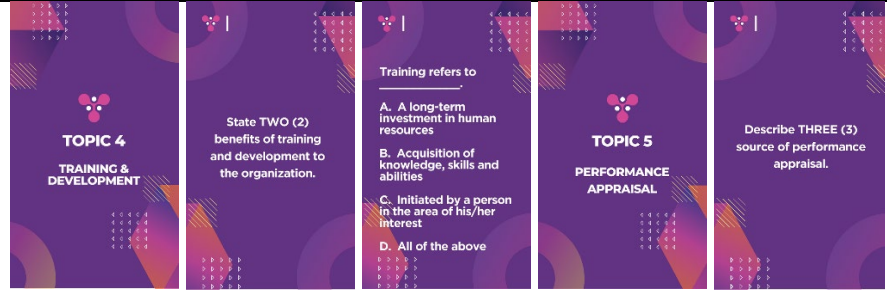 TOPIC 4
TRAINING &
DEVELOPMENT
State TWO (2)
benefits of training
and development to
the organization.
Training refers to
____________.
A. A long-term
investment in human
resources
B. Acquisition of
knowledge, skills and
abilities
C. Initiated by a person
in the area of his/her
interest
D. All of the above
TOPIC 5
PERFORMANCE
APPRAISAL
Describe THREE (3)
source of performance
appraisal.